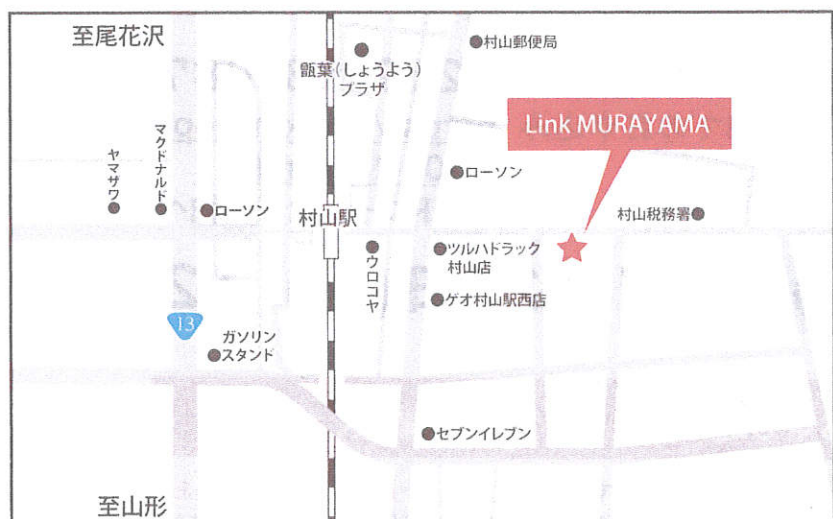 至尾花沢
村山郵便局
甑葉(しょうよう)
プラザ
Link MURAYAMA
マクドナルド
ヤマザワ
ローソン
ローソン
村山駅
村山税務署
ウロコヤ
ツルハドラック
村山店
ゲオ村山駅西店
13
ガソリン
スタンド
セブンイレブン
至山形